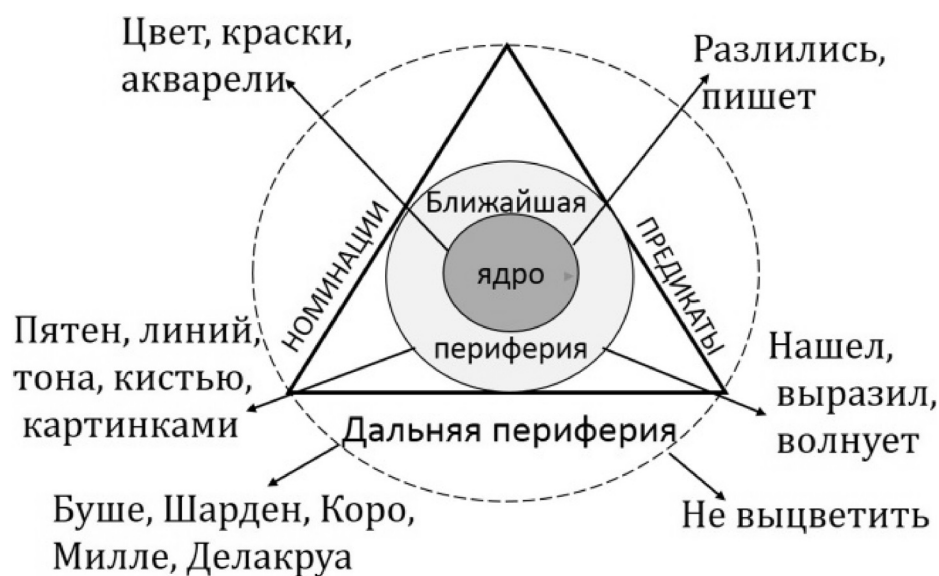 Цвет, краски,
акварели
Разлились,
пишет
Ближайшая
НОМИНАЦИИ
ПРЕДИКАТЫ
ядро
периферия
Пятен, линий,
тона, кистью,
картинками
Нашел,
выразил,
волнует
Дальняя периферия
Буше, Шарден, Коро,
Милле, Делакруа
Не выцветить